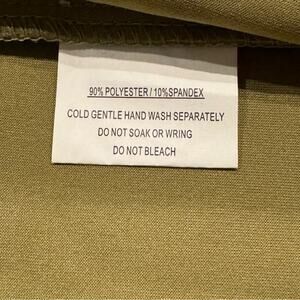 90% POLYESTER / 10%SPANDEX
COLD GENTLE HAND WASH SEPARATELY
DO NOT SOAK OR WRING
DO NOT BLEACH